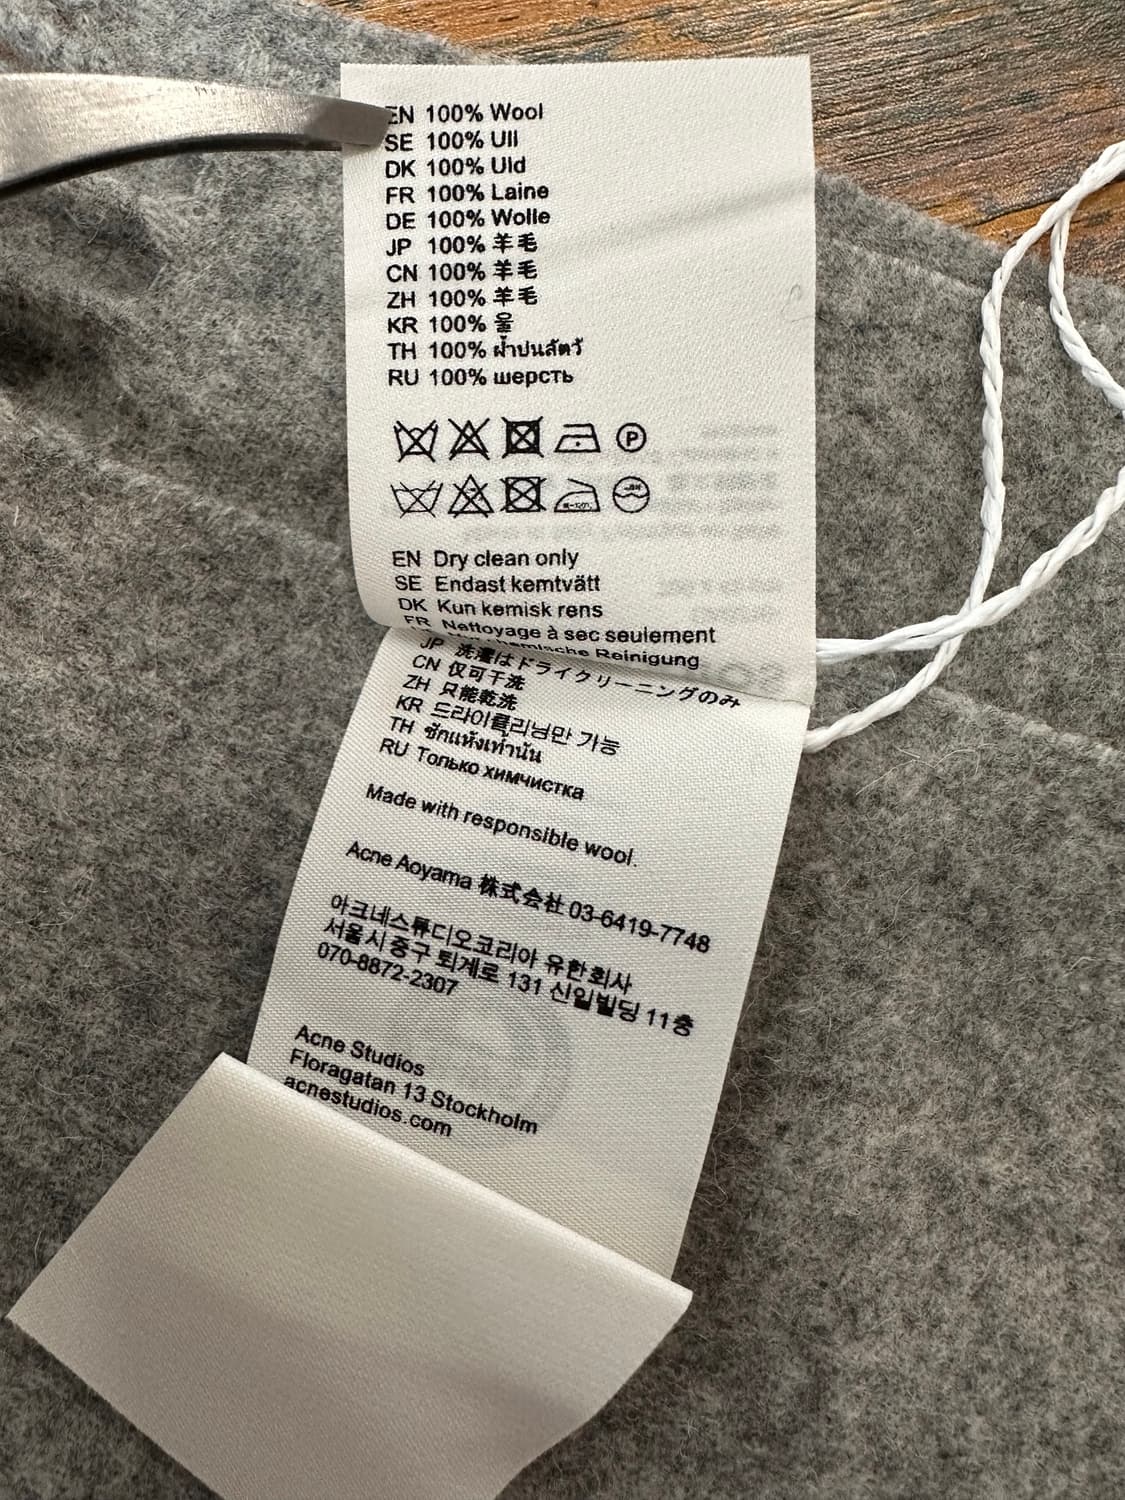 EN 100% Wool
SE 100% Ull
DK 100% Uld
FR 100% Laine
DE 100% Wolle
JP 100% 羊毛
CN 100% 羊毛
ZH 100% 羊毛
KR 100% 울
TH 100% ผ้าขนสัตว์
RU 100% шерсть
P
EN Dry clean only
SE Endast kemtvätt
DK Kun kemisk rens
FR Nettoyage à sec seulement
chemische Reinigung
JP 洗濯はドライクリーニングのみ
CN 仅可干洗
ZH 只能乾洗
KR 드라이클리닝만 가능
TH ซักแห้งเท่านั้น
RU Только химчистка
Made with responsible wool.
Acne Aoyama 株式会社 03-6419-7748
아크네스튜디오코리아 유한회사
서울시 중구 퇴계로 131 신일빌딩 11층
070-8872-2307
Acne Studios
Floragatan 13 Stockholm
acnestudios.com